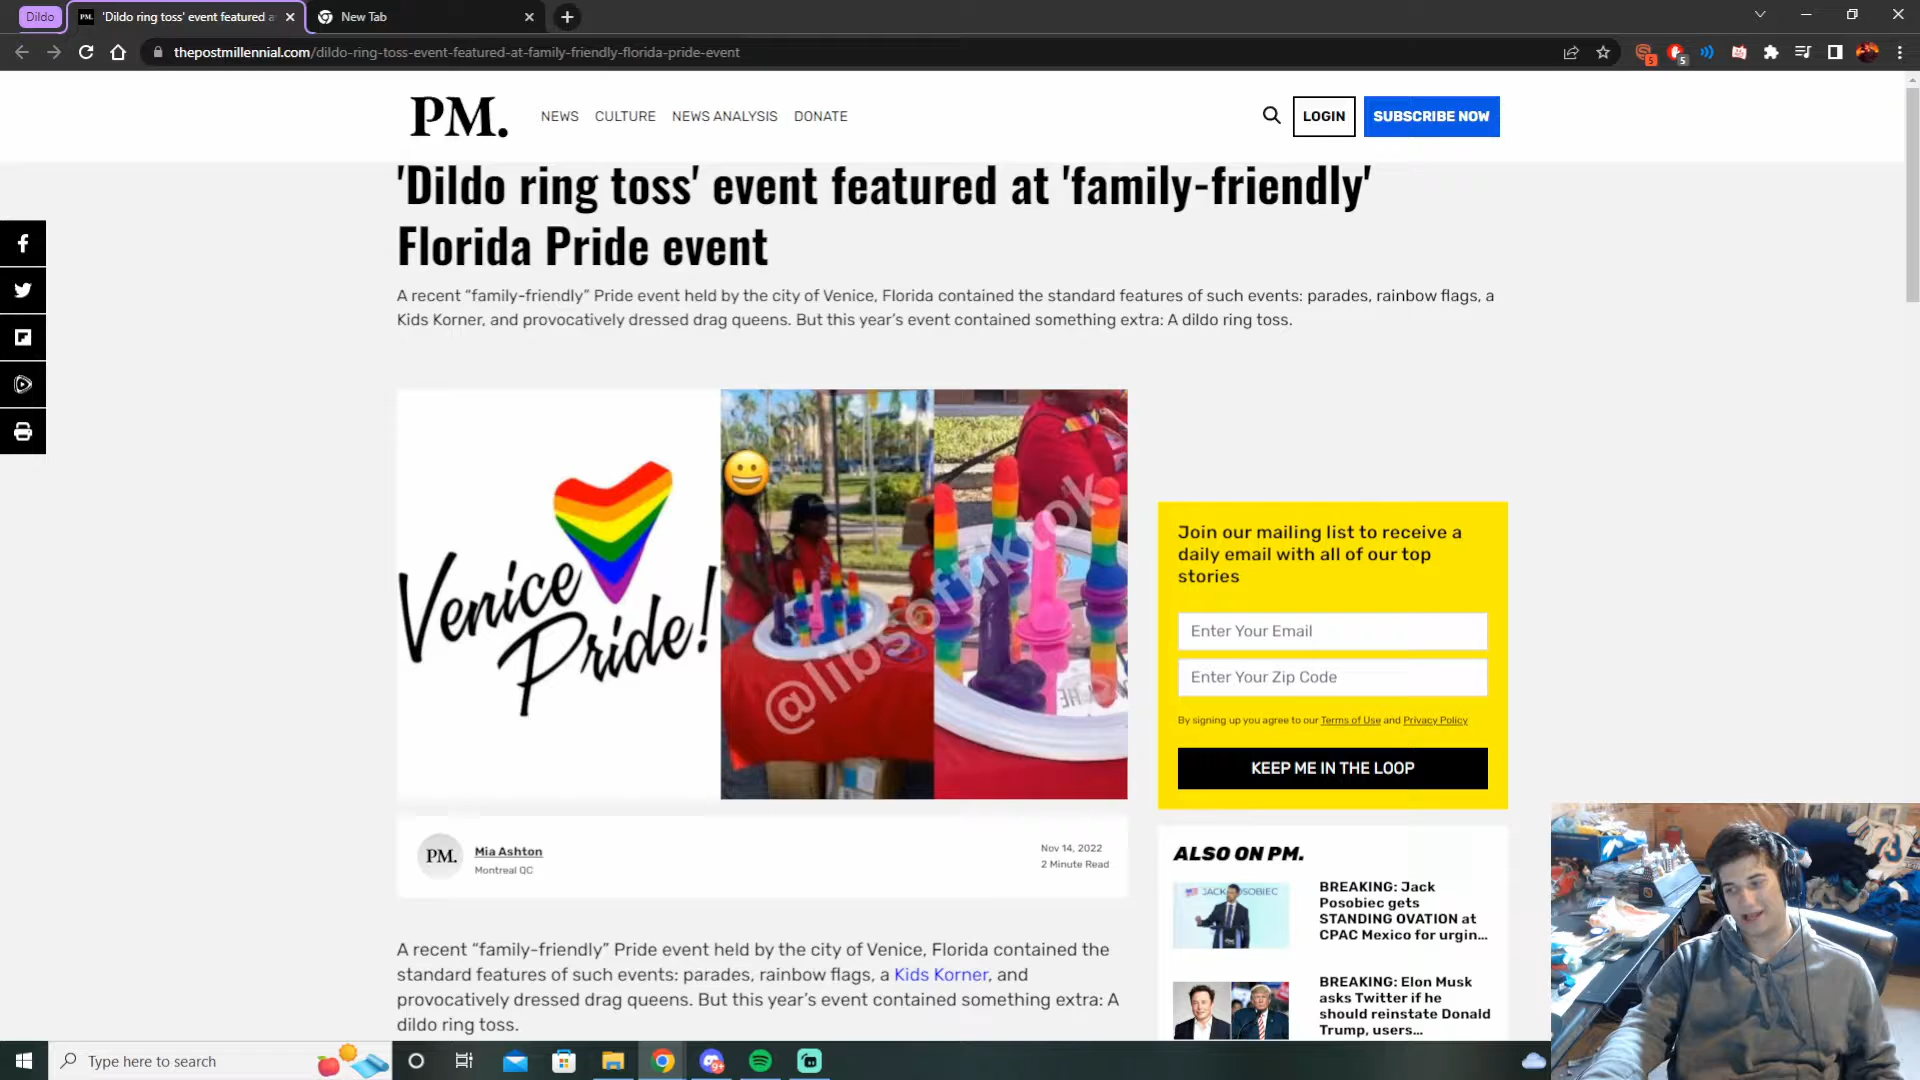 Dildo
PM. 'Dildo ring toss' event featured a
New Tab
thepostmillennial.com/dildo-ring-toss-event-featured-at-family-friendly-florida-pride-event
5
5
PM.
NEWS CULTURE NEWS ANALYSIS DONATE
LOGIN
SUBSCRIBE NOW
'Dildo ring toss' event featured at 'family-friendly'
Florida Pride event
A recent “family-friendly” Pride event held by the city of Venice, Florida contained the standard features of such events: parades, rainbow flags, a
Kids Korner, and provocatively dressed drag queens. But this year’s event contained something extra: A dildo ring toss.
Venice
Pride!
@libsoftiktok
Join our mailing list to receive a
daily email with all of our top
stories
Enter Your Email
Enter Your Zip Code
By signing up you agree to our Terms of Use and Privacy Policy
KEEP ME IN THE LOOP
PM.
Mia Ashton
Montreal QC
Nov 14, 2022
2 Minute Read
ALSO ON PM.
JACK POSOBIEC
BREAKING: Jack
Posobiec gets
STANDING OVATION at
CPAC Mexico for urgin...
BREAKING: Elon Musk
asks Twitter if he
should reinstate Donald
Trump, users...
A recent “family-friendly” Pride event held by the city of Venice, Florida contained the
standard features of such events: parades, rainbow flags, a Kids Korner, and
provocatively dressed drag queens. But this year’s event contained something extra: A
dildo ring toss.
Type here to search
9+
73